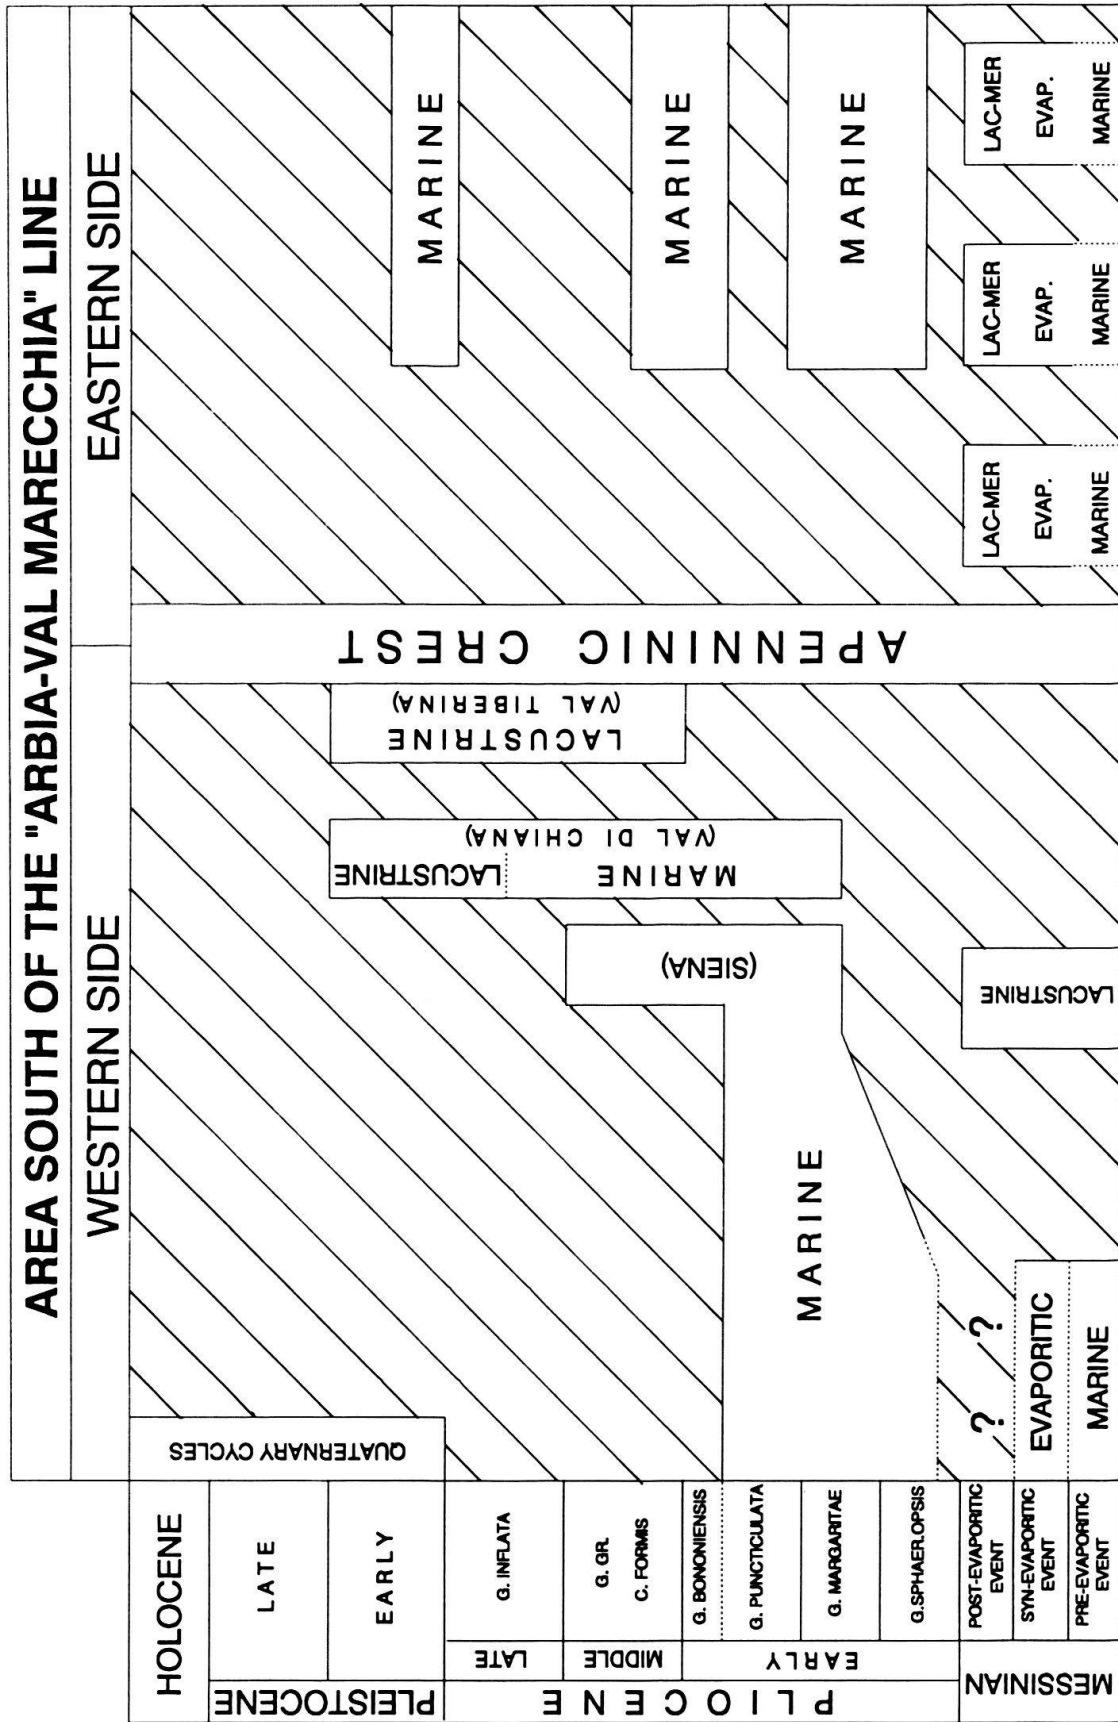 AREA SOUTH OF THE "ARBIA-VAL MARECCHIA" LINE
WESTERN SIDE
EASTERN SIDE
HOLOCENE
PLEISTOCENE
LATE
EARLY
PLIOCENE
LATE
G. INFLATA
MIDDLE
G. GR.
C. FORMIS
EARLY
G. BONONIENSIS
G. PUNCTICULATA
G. MARGARITAE
G.SPHAER.OPSIS
MESSINIAN
POST-EVAPORITIC
EVENT
SYN-EVAPORITIC
EVENT
PRE-EVAPORITIC
EVENT
QUATERNARY CYCLES
MARINE
(SIENA)
? ?
EVAPORITIC
MARINE
LACUSTRINE
LACUSTRINE
MARINE
(VAL DI CHIANA)
LACUSTRINE
(VAL TIBERINA)
APENNINIC CREST
MARINE
MARINE
MARINE
LAC-MER
EVAP.
MARINE
LAC-MER
EVAP.
MARINE
LAC-MER
EVAP.
MARINE